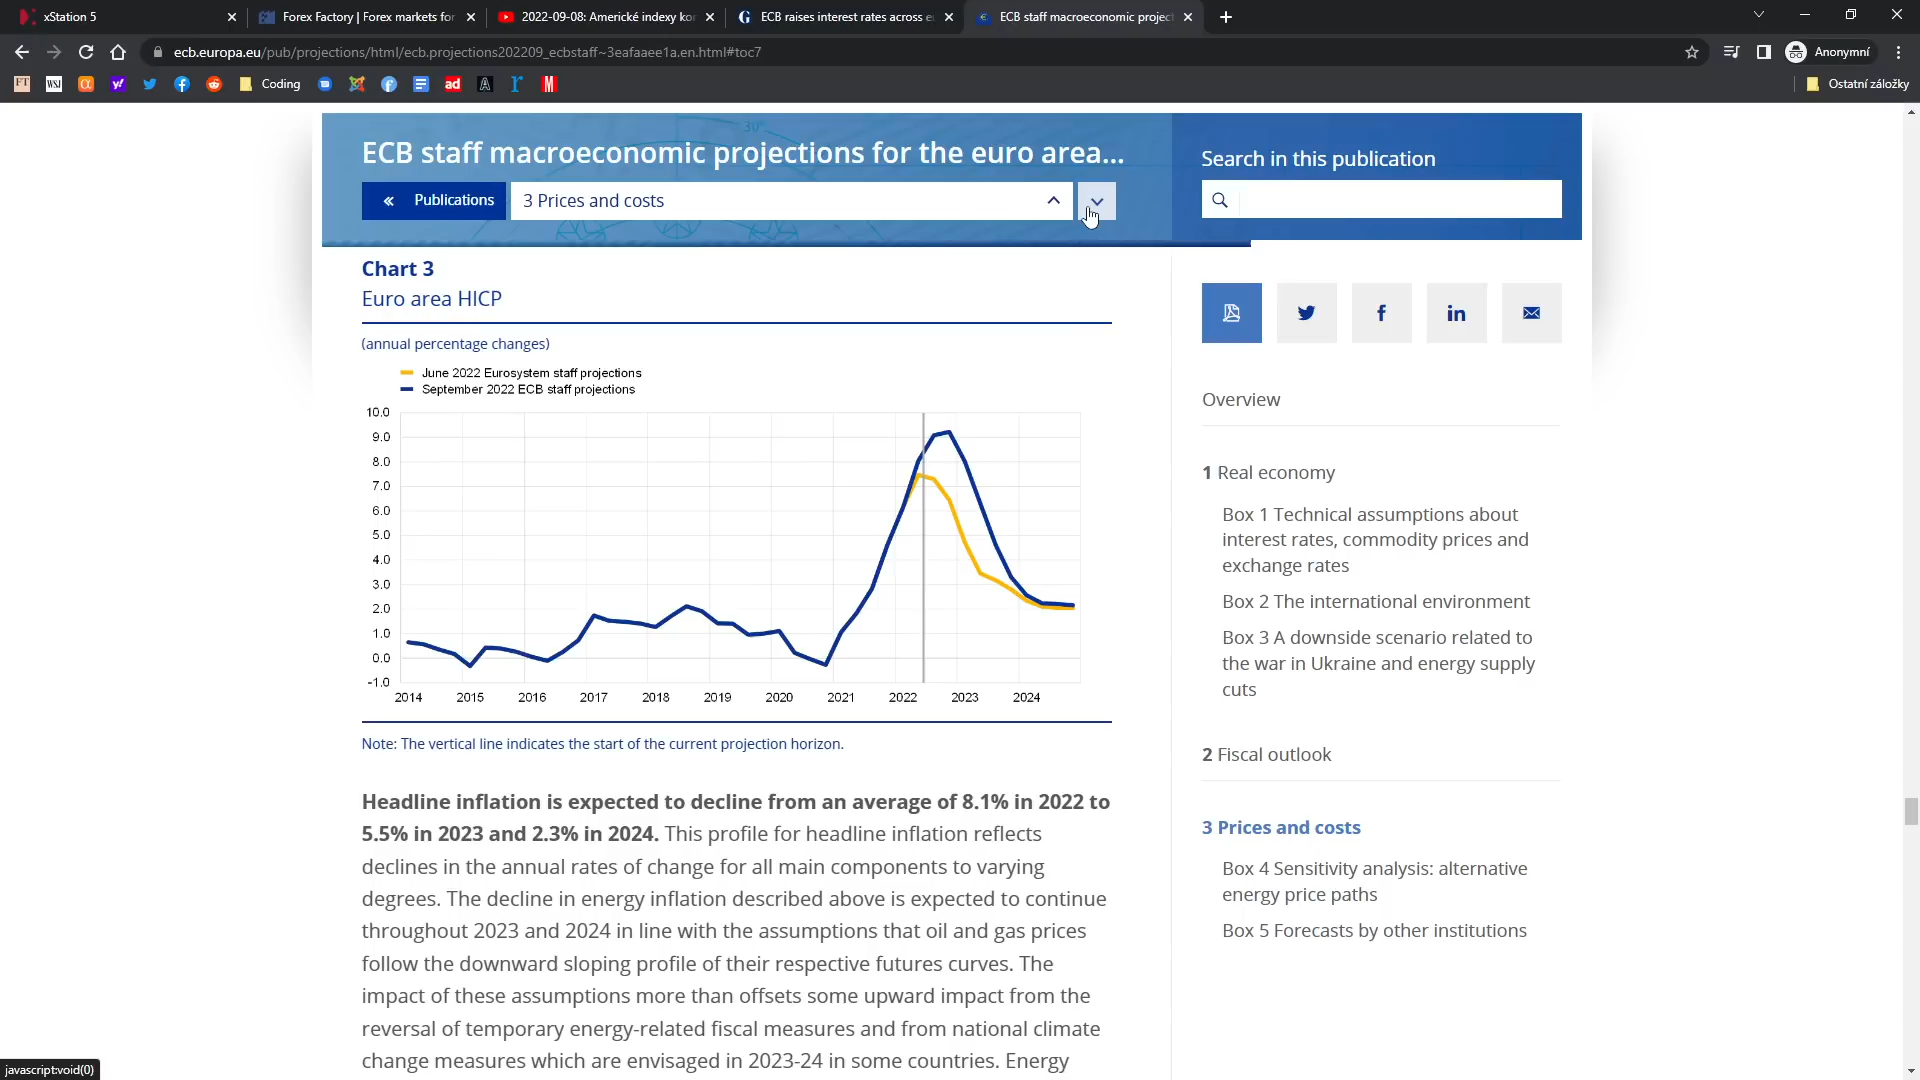 xStation 5
Forex Factory | Forex markets for
2022-09-08: Americké indexy kor
ECB raises interest rates across e
ECB staff macroeconomic project
ecb.europa.eu/pub/projections/html/ecb.projections202209_ecbstaff~3eafaaee1a.en.html#toc7
Anonymní
FT
WSJ
Coding
ad
A
r
M
Ostatní záložky
ECB staff macroeconomic projections for the euro area...
Search in this publication
« Publications
3 Prices and costs
30°
Chart 3
Euro area HICP
(annual percentage changes)
June 2022 Eurosystem staff projections
September 2022 ECB staff projections
10.0
9.0
8.0
7.0
6.0
5.0
4.0
3.0
2.0
1.0
0.0
-1.0
2014 2015 2016 2017 2018 2019 2020 2021 2022 2023 2024
Note: The vertical line indicates the start of the current projection horizon.
Headline inflation is expected to decline from an average of 8.1% in 2022 to
5.5% in 2023 and 2.3% in 2024. This profile for headline inflation reflects
declines in the annual rates of change for all main components to varying
degrees. The decline in energy inflation described above is expected to continue
throughout 2023 and 2024 in line with the assumptions that oil and gas prices
follow the downward sloping profile of their respective futures curves. The
impact of these assumptions more than offsets some upward impact from the
reversal of temporary energy-related fiscal measures and from national climate
change measures which are envisaged in 2023-24 in some countries. Energy
Overview
1 Real economy
Box 1 Technical assumptions about
interest rates, commodity prices and
exchange rates
Box 2 The international environment
Box 3 A downside scenario related to
the war in Ukraine and energy supply
cuts
2 Fiscal outlook
3 Prices and costs
Box 4 Sensitivity analysis: alternative
energy price paths
Box 5 Forecasts by other institutions
javascript:void(0)